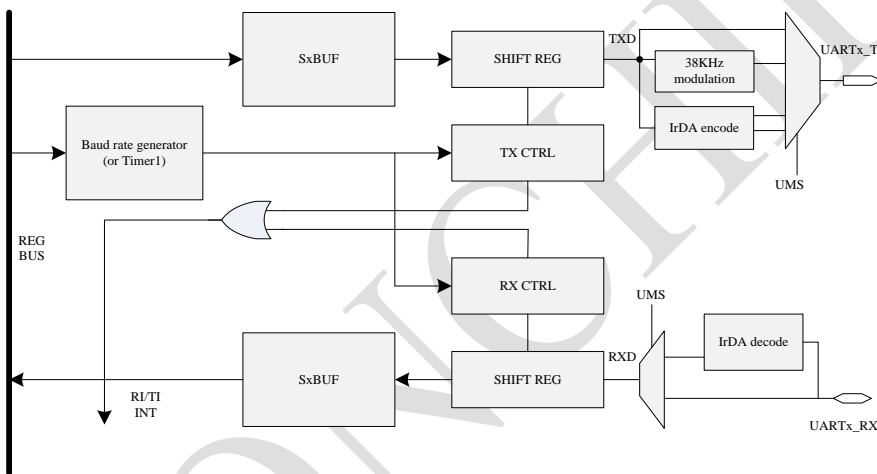 SxBUF
SHIFT REG
TXD
38KHz
modulation
UARTx_T
IrDA encode
Baud rate generator
(or Timer1)
TX CTRL
UMS
REG
BUS
RX CTRL
UMS
IrDA decode
SxBUF
SHIFT REG
RXD
RI/TI
INT
UARTx_RX